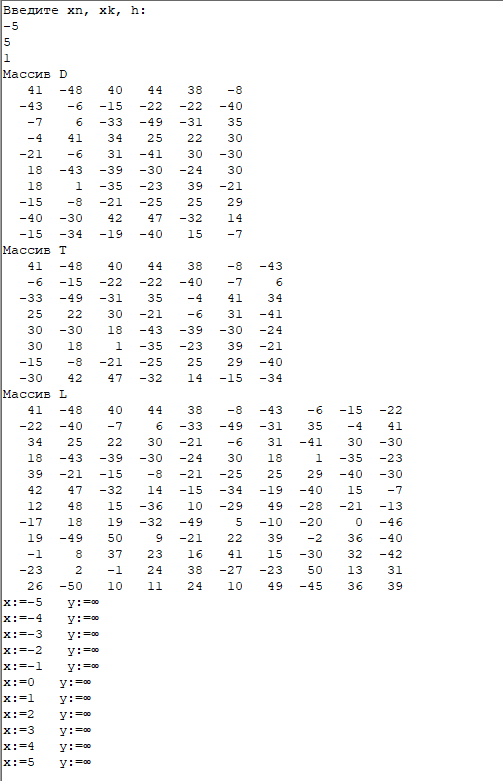 Введите xn, xk, h:
-5
5
1
Массив D
41 -48 40 44 38 -8
-43 -6 -15 -22 -22 -40
-7 6 -33 -49 -31 35
-4 41 34 25 22 30
-21 -6 31 -41 30 -30
18 -43 -39 -30 -24 30
18 1 -35 -23 39 -21
-15 -8 -21 -25 25 29
-40 -30 42 47 -32 14
-15 -34 -19 -40 15 -7
Массив T
41 -48 40 44 38 -8 -43
-6 -15 -22 -22 -40 -7 6
-33 -49 -31 35 -4 41 34
25 22 30 -21 -6 31 -41
30 -30 18 -43 -39 -30 -24
30 18 1 -35 -23 39 -21
-15 -8 -21 -25 25 29 -40
-30 42 47 -32 14 -15 -34
Массив L
41 -48 40 44 38 -8 -43 -6 -15 -22
-22 -40 -7 6 -33 -49 -31 35 -4 41
34 25 22 30 -21 -6 31 -41 30 -30
18 -43 -39 -30 -24 30 18 1 -35 -23
39 -21 -15 -8 -21 -25 25 29 -40 -30
42 47 -32 14 -15 -34 -19 -40 15 -7
12 48 15 -36 10 -29 49 -28 -21 -13
-17 18 19 -32 -49 5 -10 -20 0 -46
19 -49 50 9 -21 22 39 -2 36 -40
-1 8 37 23 16 41 15 -30 32 -42
-23 2 -1 24 38 -27 -23 50 13 31
26 -50 10 11 24 10 49 -45 36 39
x:=-5 y:=∞
x:=-4 y:=∞
x:=-3 y:=∞
x:=-2 y:=∞
x:=-1 y:=∞
x:=0 y:=∞
x:=1 y:=∞
x:=2 y:=∞
x:=3 y:=∞
x:=4 y:=∞
x:=5 y:=∞